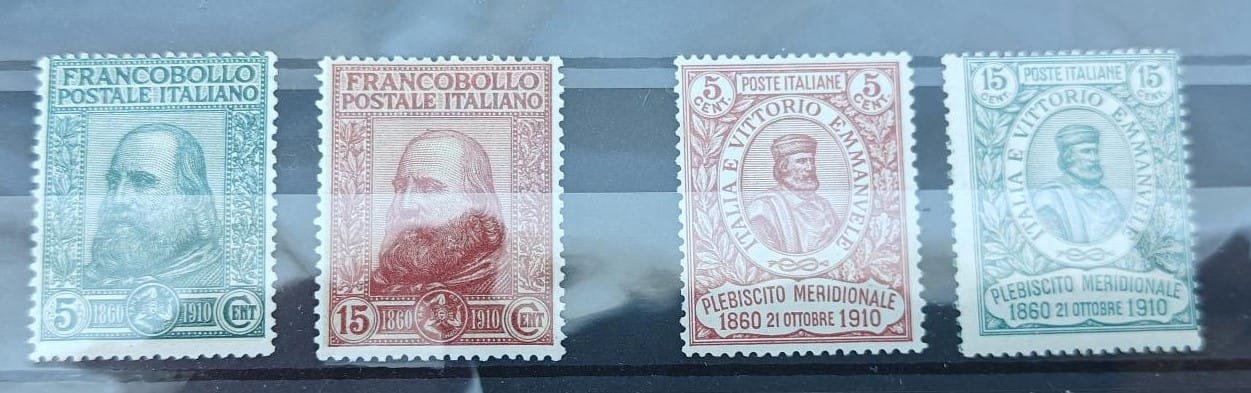 FRANCOBOLLO
POSTALE ITALIANO
5
1860
1910
CENT
FRANCOBOLLO
POSTALE ITALIANO
15
1860
1910
CENT
5
CENT
POSTE ITALIANE
5
CENT
ITALIA E VITTORIO EMMANVELE
PLEBISCITO MERIDIONALE
1860 21 OTTOBRE 1910
15
CENT
POSTE ITALIANE
15
CENT
ITALIA E VITTORIO EMMANVELE
PLEBISCITO MERIDIONALE
1860 21 OTTOBRE 1910